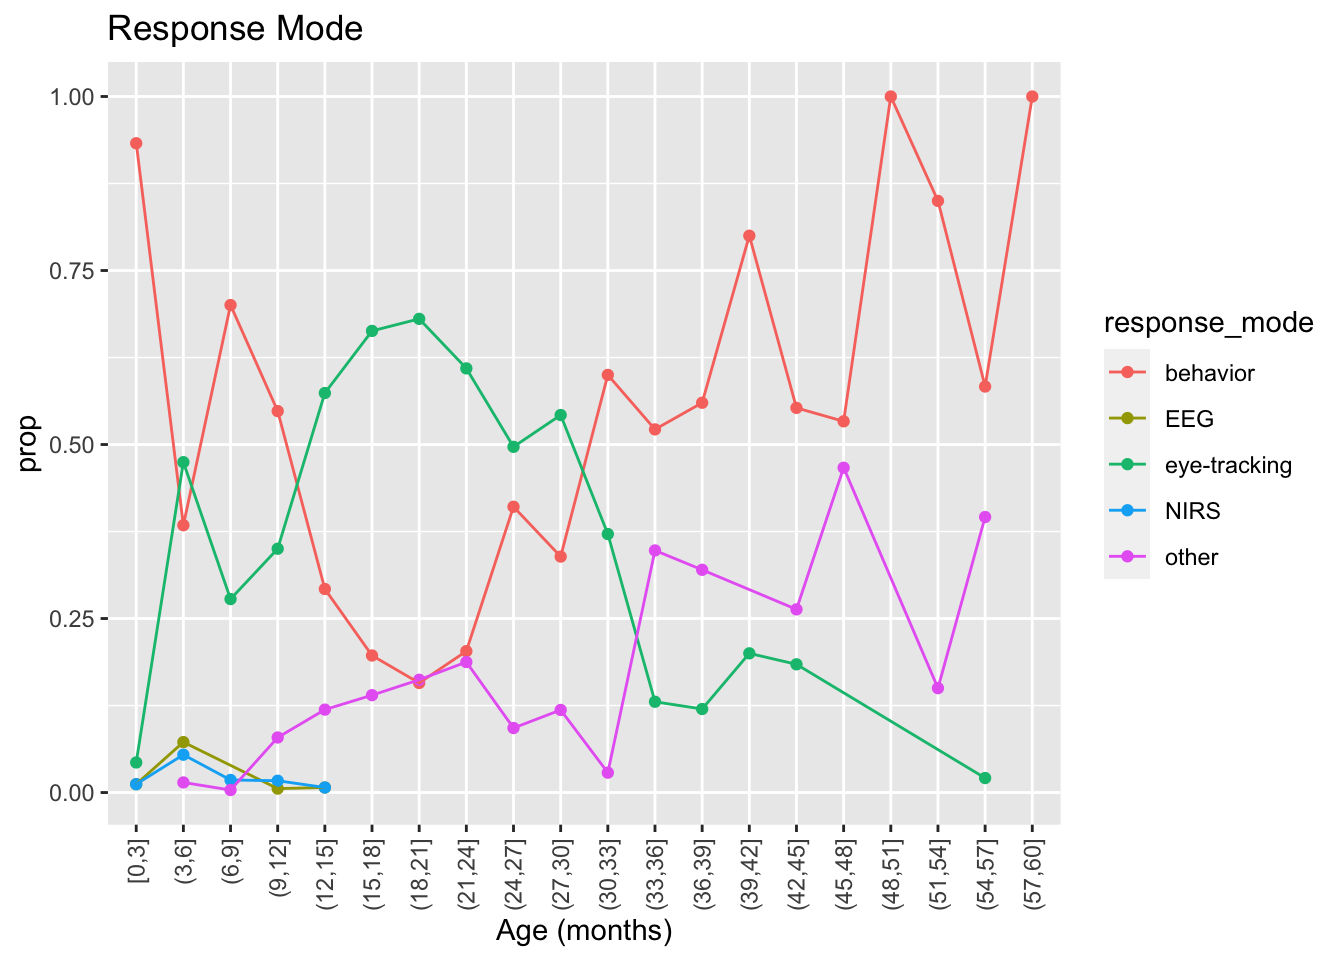 Response Mode
1.00
0.75
0.50
0.25
0.00
prop
[0,3]
(3,6]
(6,9]
(9,12]
(12,15]
(15,18]
(18,21]
(21,24]
(24,27]
(27,30]
(30,33]
(33,36]
(36,39]
(39,42]
(42,45]
(45,48]
(48,51]
(51,54]
(54,57]
(57,60]
Age (months)
response_mode
behavior
EEG
eye-tracking
NIRS
other